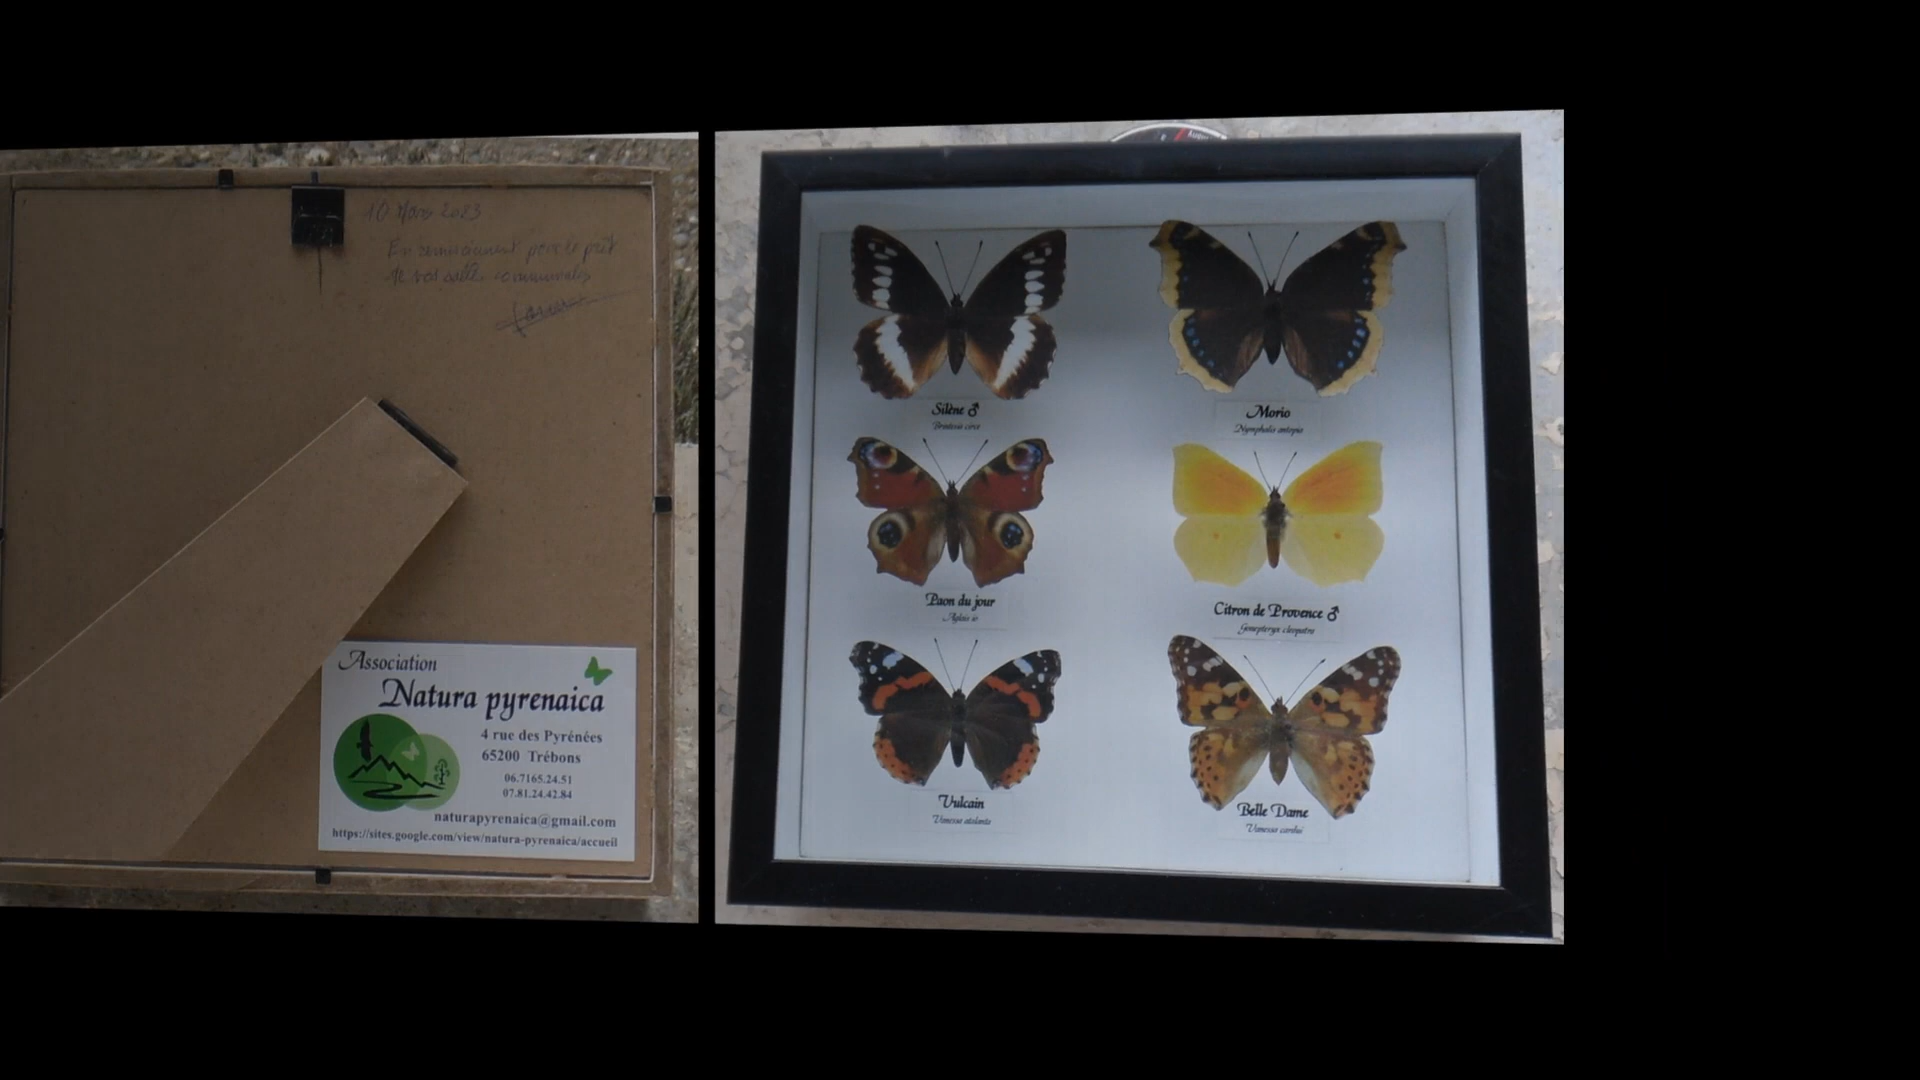 10 Mars 2023
En remerciement pour le prêt
de vos salles communales
Association
Natura pyrenaica
4 rue des Pyrénées
65200 Trébons
06.7165.24.51
07.81.24.42.84
naturapyrenaica@gmail.com
https://sites.google.com/view/natura-pyrenaica/accueil
Silène ♂
Brintesia circe
Morio
Nymphalis antiopa
Paon du jour
Aglais io
Citron de Provence ♂
Gonepteryx cleopatra
Vulcain
Vanessa atalanta
Belle Dame
Vanessa cardui